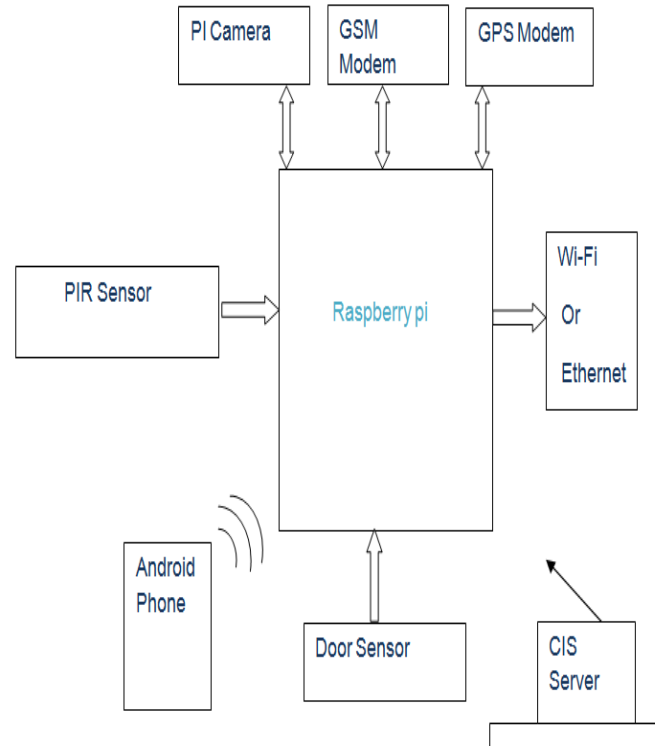 PI Camera
GSM
Modem
GPS Modem
PIR Sensor
Raspberry pi
Wi-Fi
Or
Ethernet
Android
Phone
Door Sensor
CIS
Server